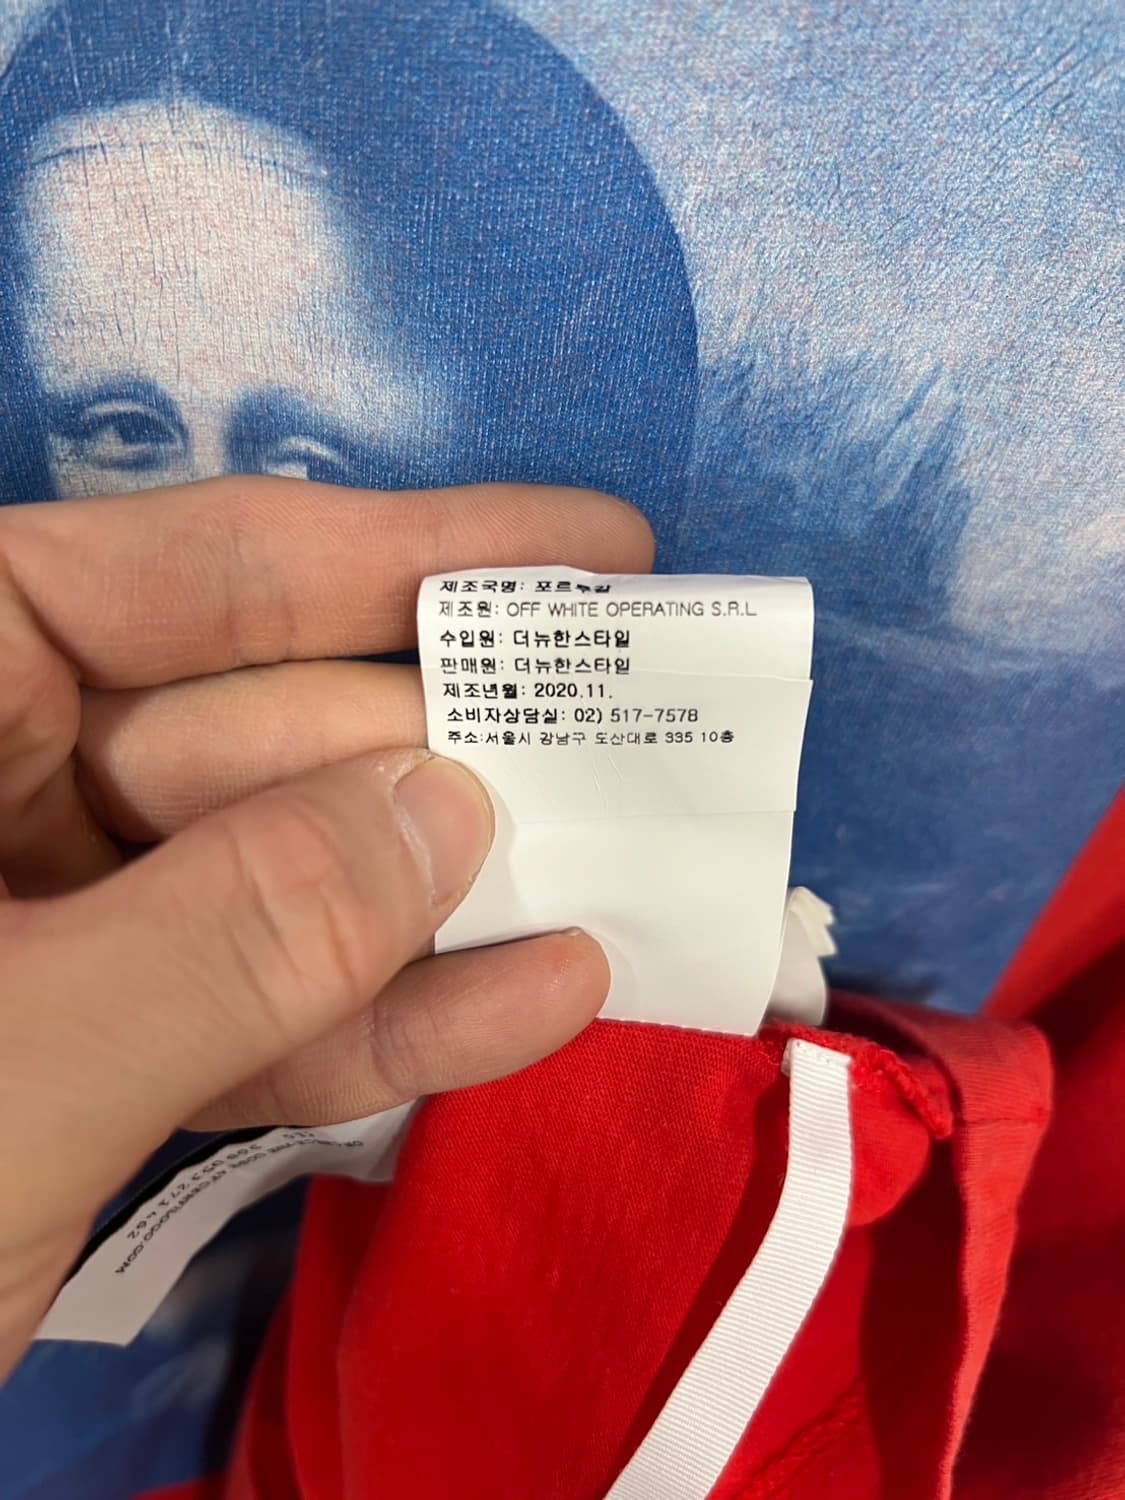 제조국명: 포르투갈
제조원: OFF WHITE OPERATING S.R.L
수입원: 더뉴한스타일
판매원: 더뉴한스타일
제조년월: 2020.11.
소비자상담실: 02) 517-7578
주소:서울시 강남구 도산대로 335 10층